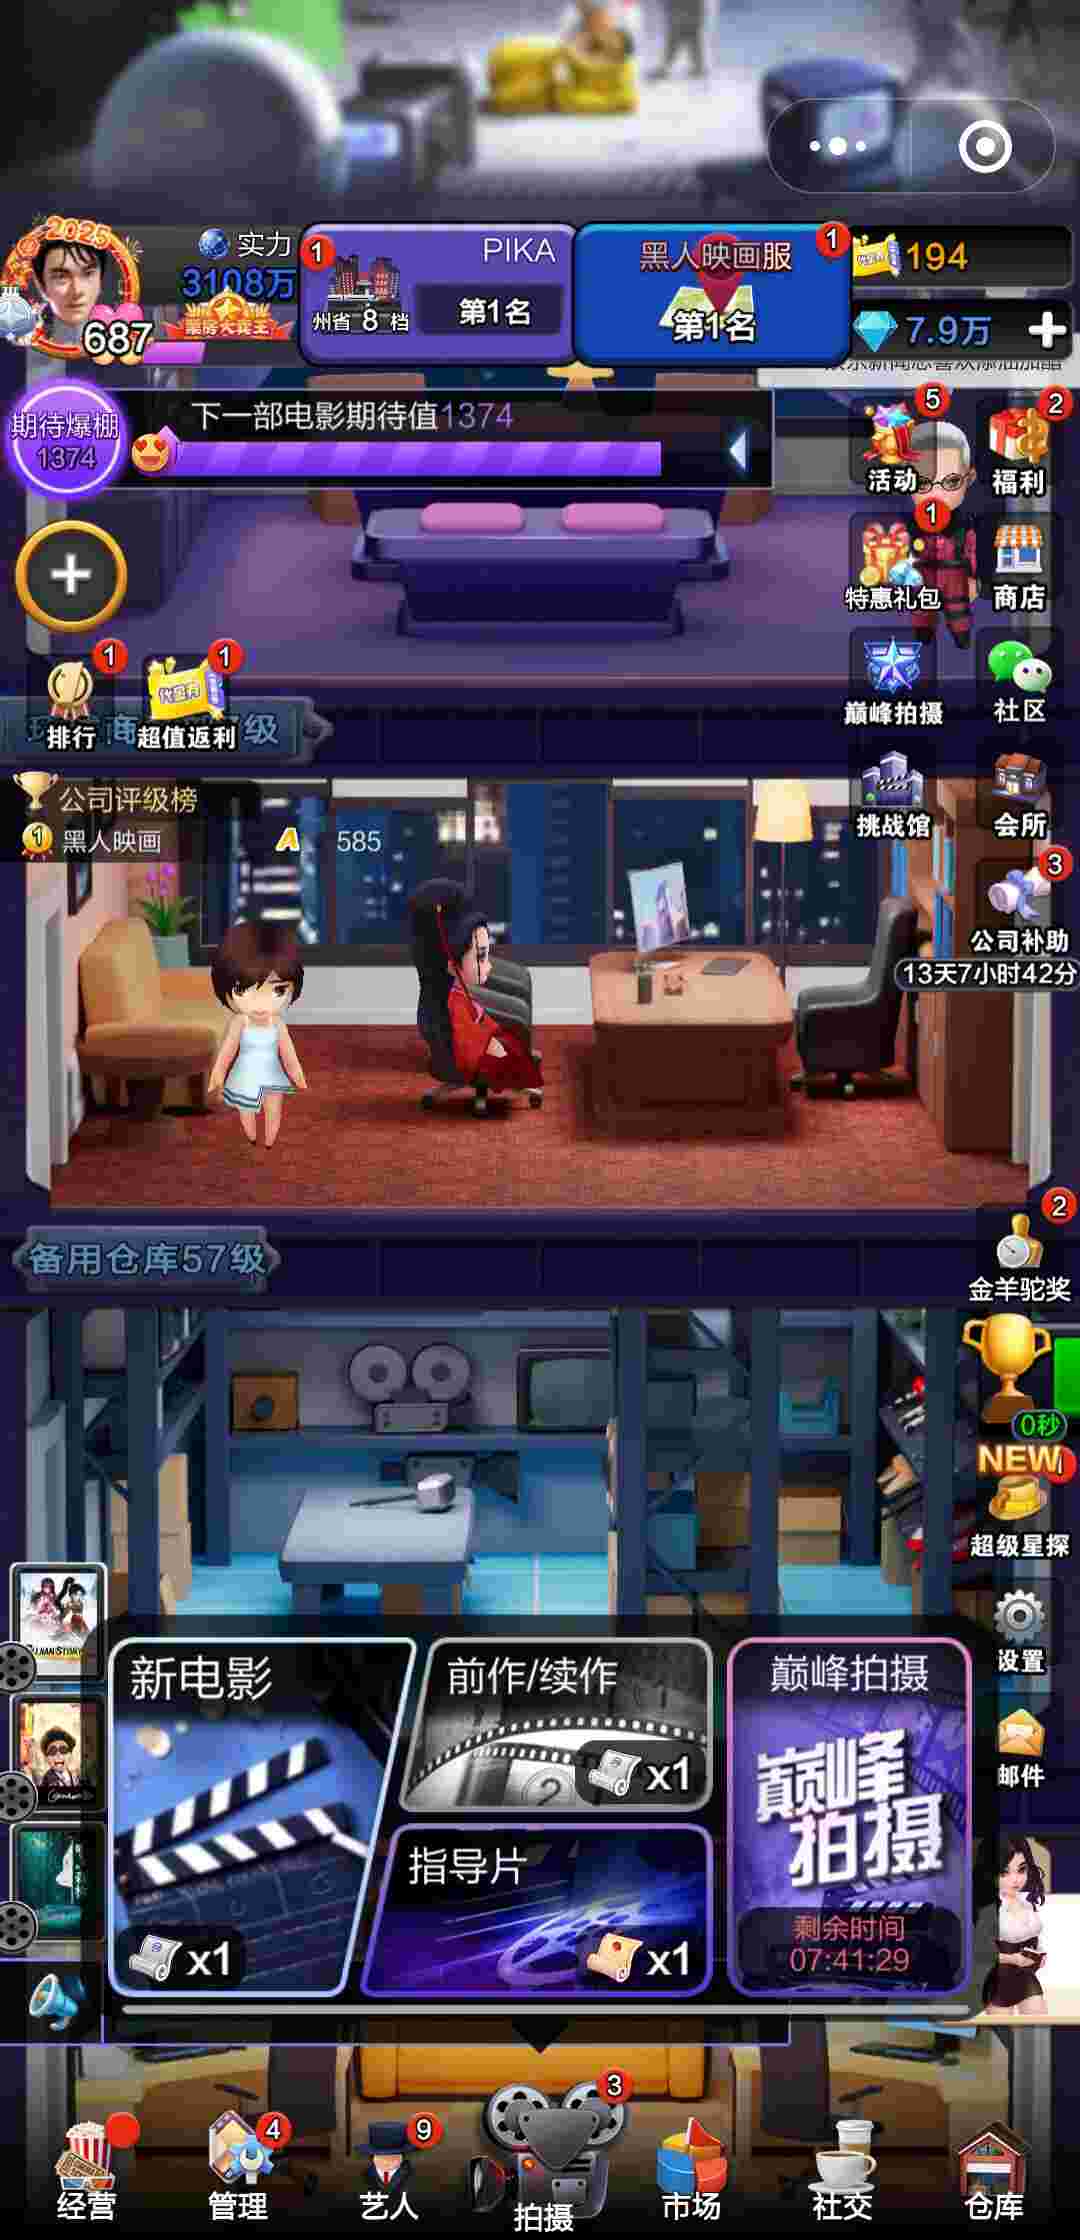 2025
687
实力
3108万
票房大赛王
1
PIKA
州省 8 档
第1名
黑人映画服
1
第1名
代金券
194
7.9万
期待爆棚
1374
下一部电影期待值1374
5
活动
2
福利
1
特惠礼包
商店
巅峰拍摄
社区
1
排行
1
代金券
超值返利
商
级
公司评级榜
1
黑人映画
A
585
挑战馆
会所
3
公司补助
13天7小时42分
备用仓库57级
2
金羊驼奖
0秒
NEW
超级星探
设置
邮件
新电影
x1
前作/续作
2
x1
指导片
x1
巅峰拍摄
巅峰
拍摄
剩余时间
07:41:29
经营
4
管理
9
艺人
3
拍摄
市场
社交
仓库